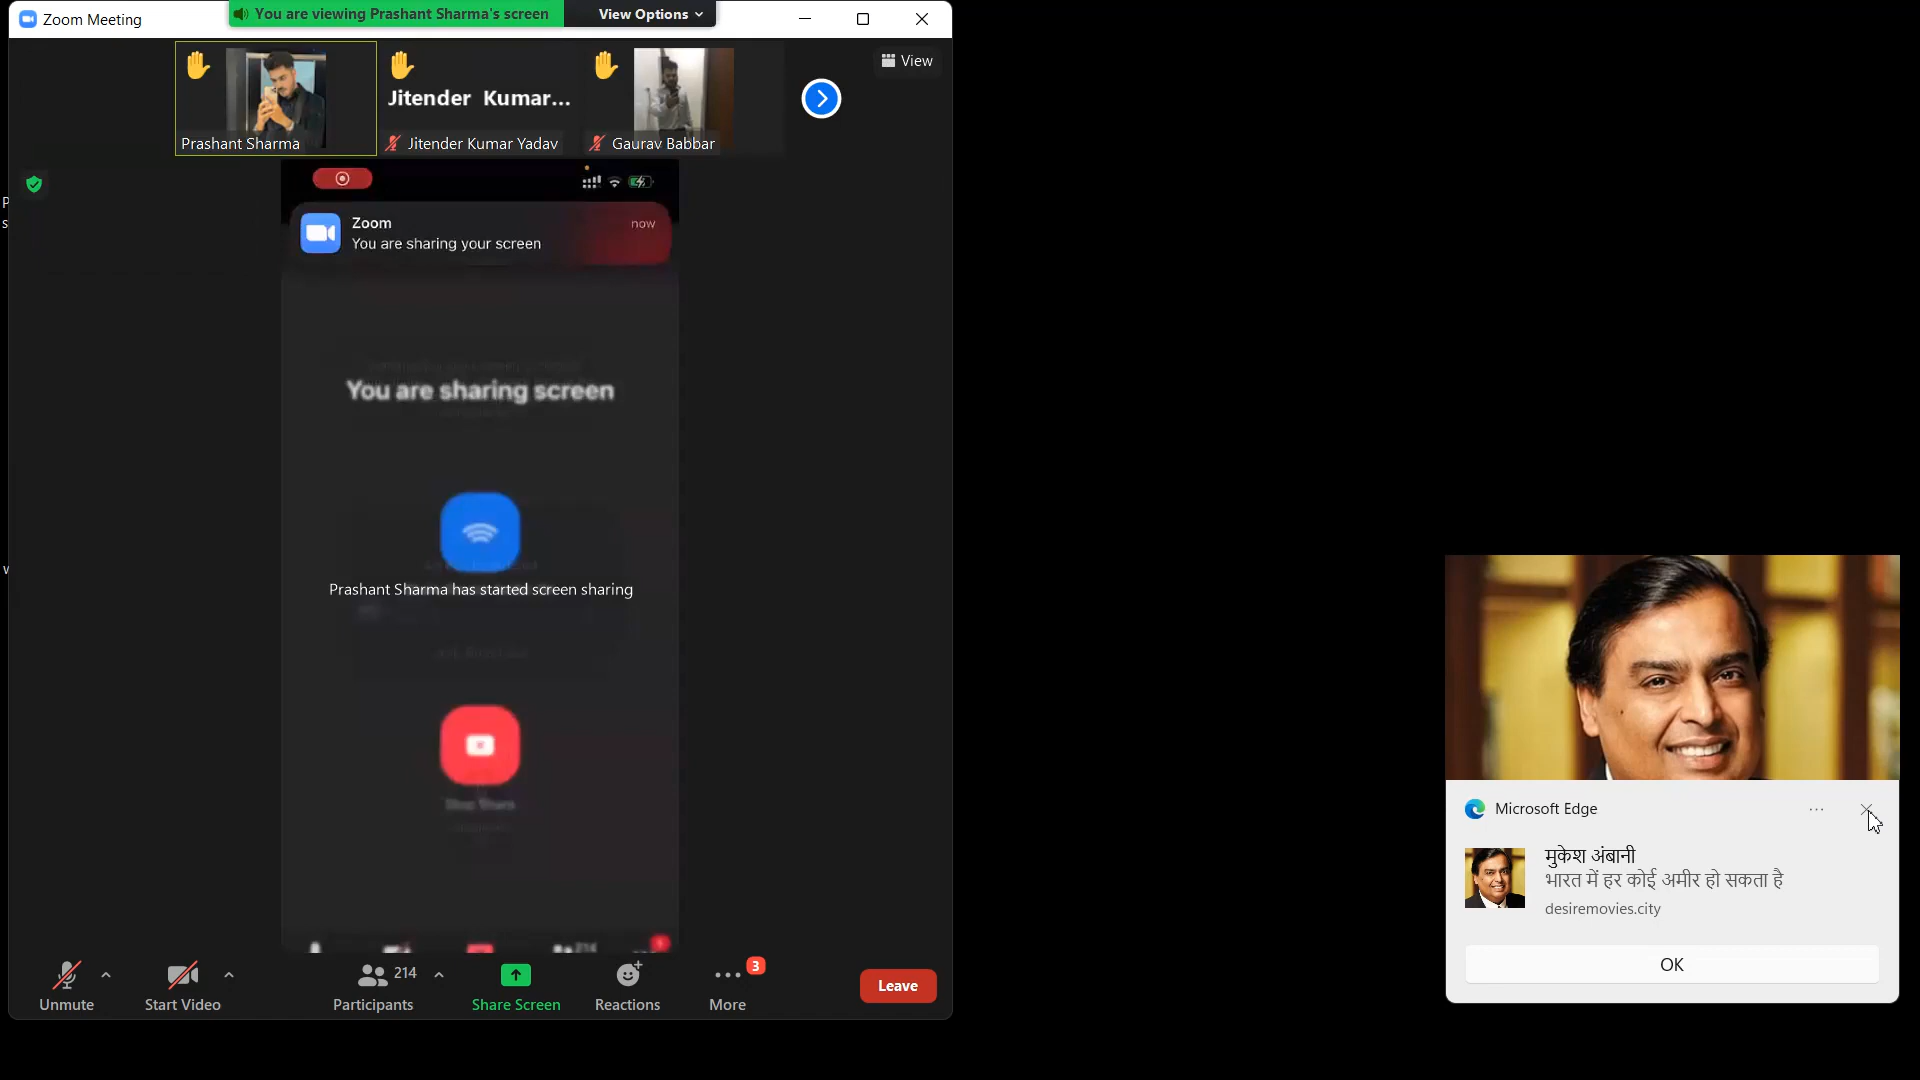 Zoom Meeting
You are viewing Prashant Sharma's screen
View Options
View
Jitender Kumar...
Prashant Sharma
Jitender Kumar Yadav
Gaurav Babbar
Zoom
now
You are sharing your screen
You are sharing screen
Prashant Sharma has started screen sharing
Stop Share
214
3
Unmute
Start Video
Participants
Share Screen
Reactions
More
Leave
Microsoft Edge
मुकेश अंबानी
भारत में हर कोई अमीर हो सकता है
desiremovies.city
OK